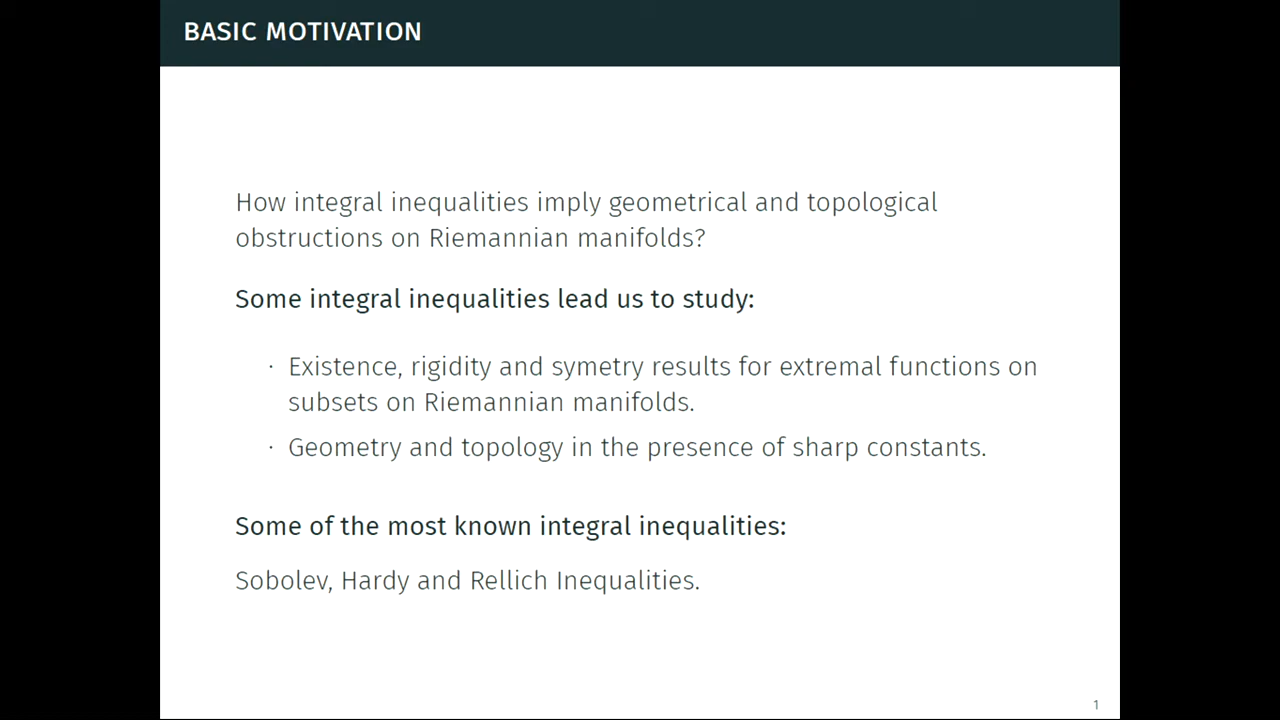 BASIC MOTIVATION
How integral inequalities imply geometrical and topological
obstructions on Riemannian manifolds?
Some integral inequalities lead us to study:
· Existence, rigidity and symetry results for extremal functions on
subsets on Riemannian manifolds.
· Geometry and topology in the presence of sharp constants.
Some of the most known integral inequalities:
Sobolev, Hardy and Rellich Inequalities.
1